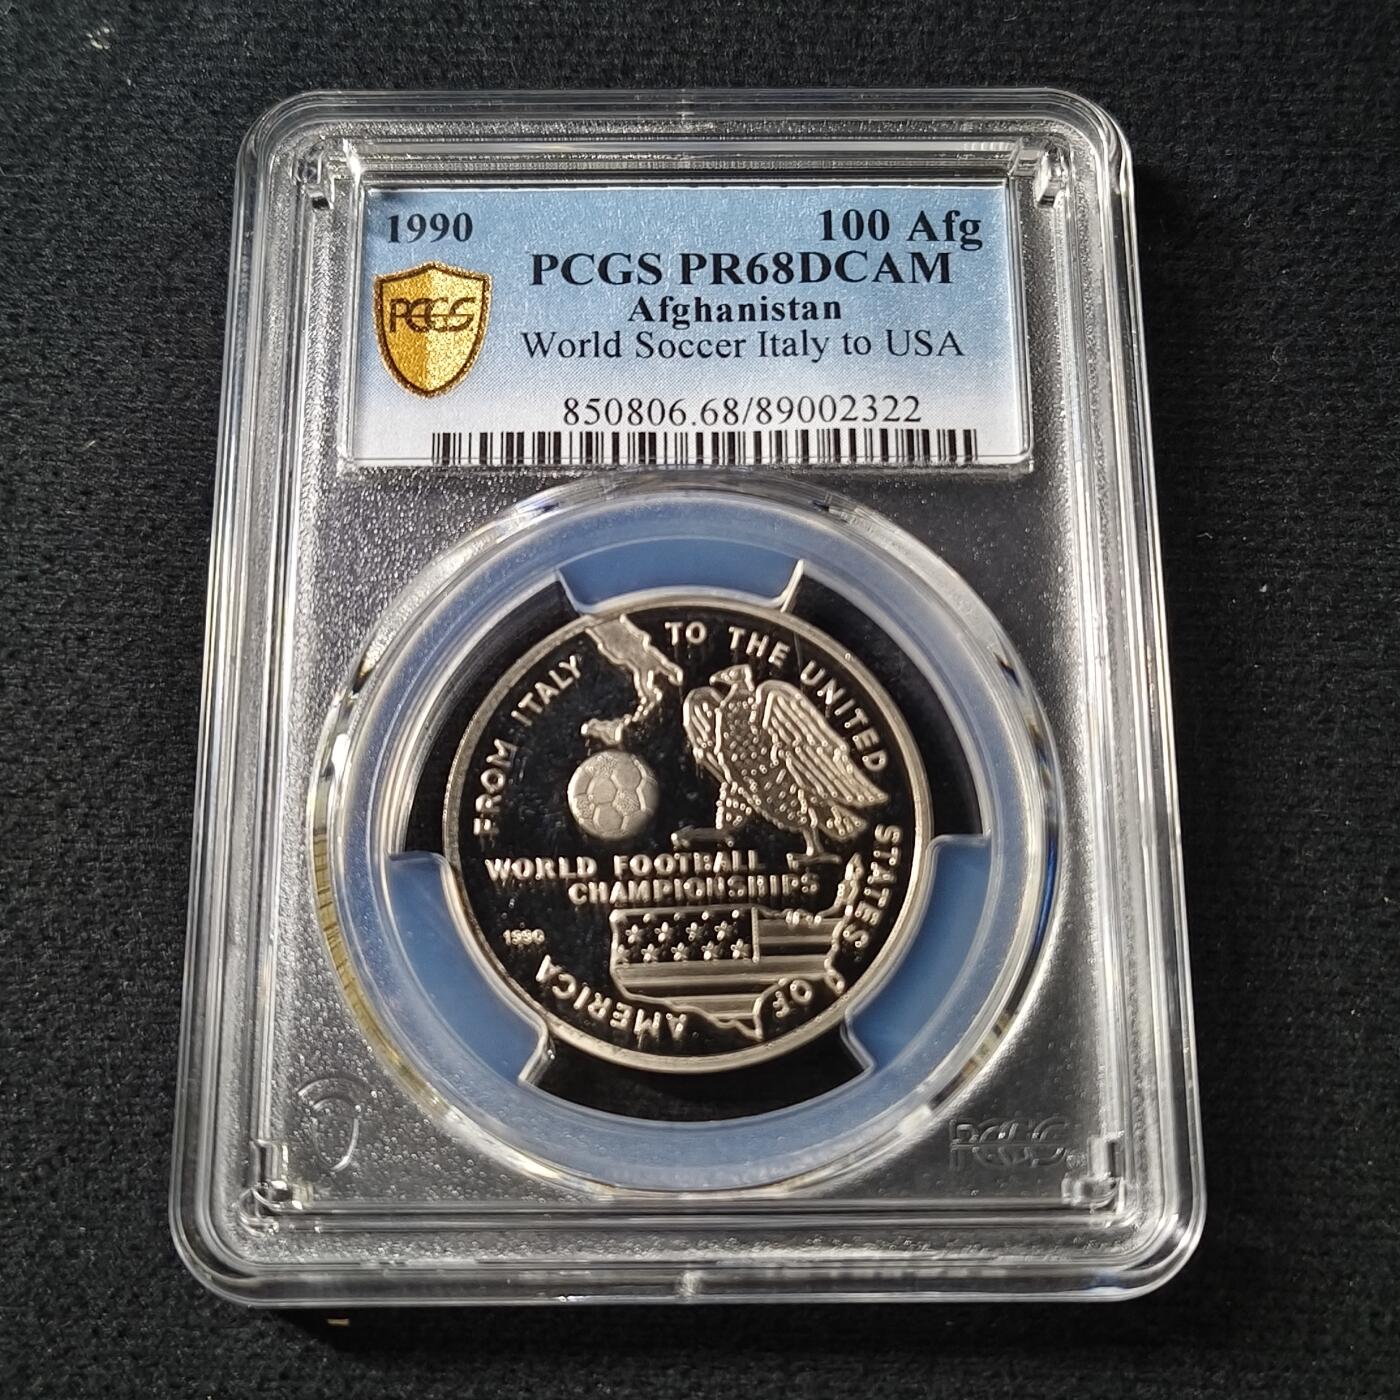 1990
100 Afg
PCGS PR68DCAM
PCGS
Afghanistan
World Soccer Italy to USA
850806.68/89002322
FROM ITALY TO THE UNITED STATES OF AMERICA
WORLD FOOTBALL
CHAMPIONSHIPS
1990
PCGS